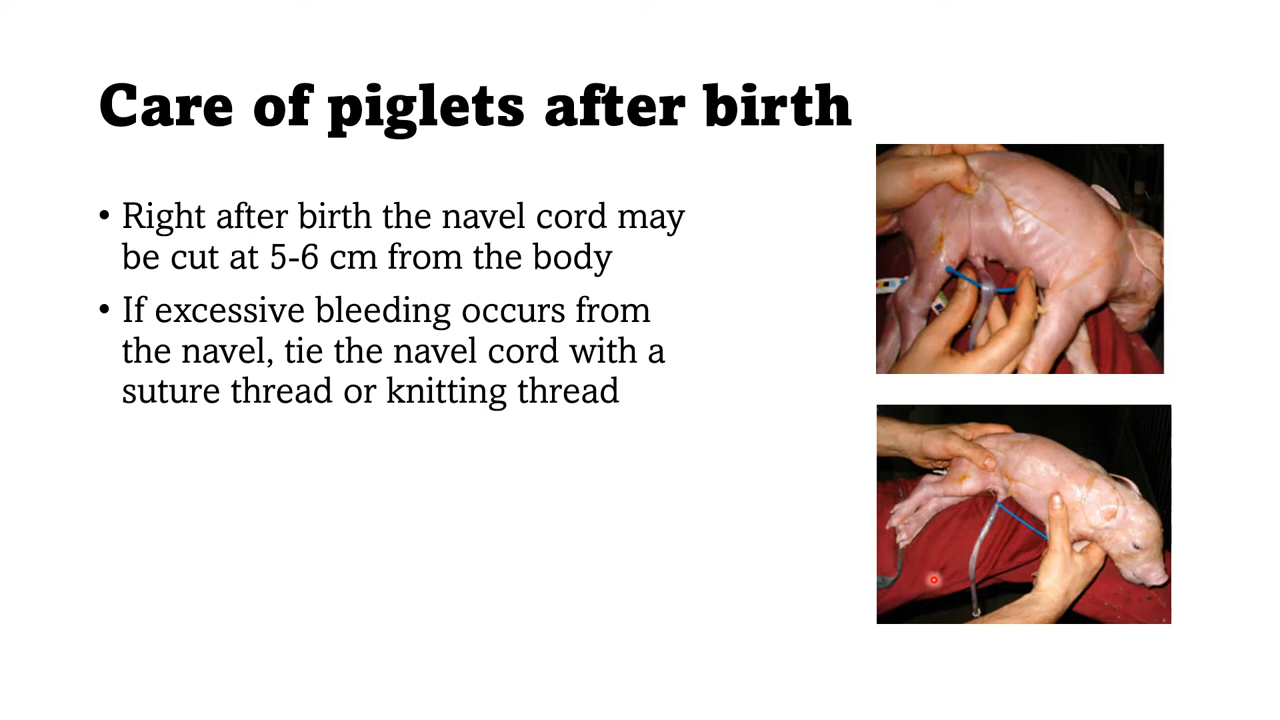 Care of piglets after birth
• Right after birth the navel cord may
be cut at 5-6 cm from the body
• If excessive bleeding occurs from
the navel, tie the navel cord with a
suture thread or knitting thread